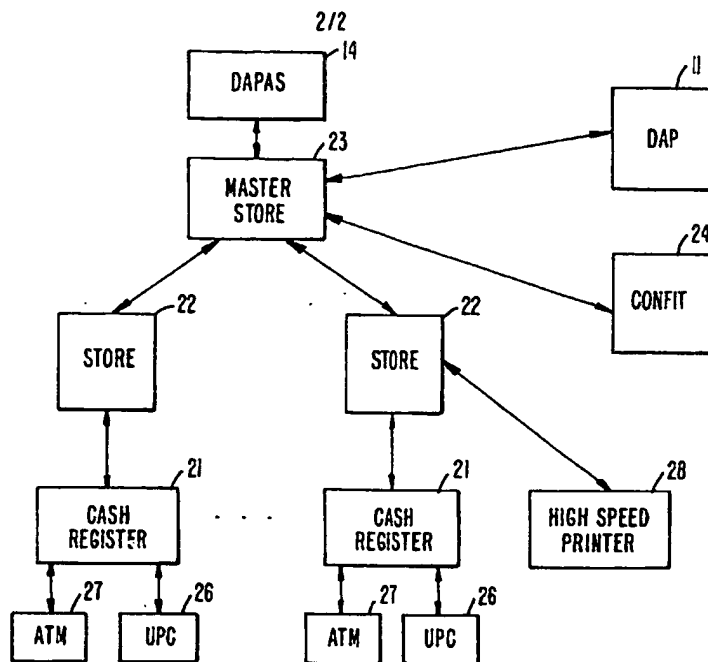 2/2
14
DAPAS
11
DAP
23
MASTER
STORE
24
CONFIT
22
STORE
22
STORE
21
CASH
REGISTER
. . .
21
CASH
REGISTER
28
HIGH SPEED
PRINTER
27
ATM
26
UPC
27
ATM
26
UPC